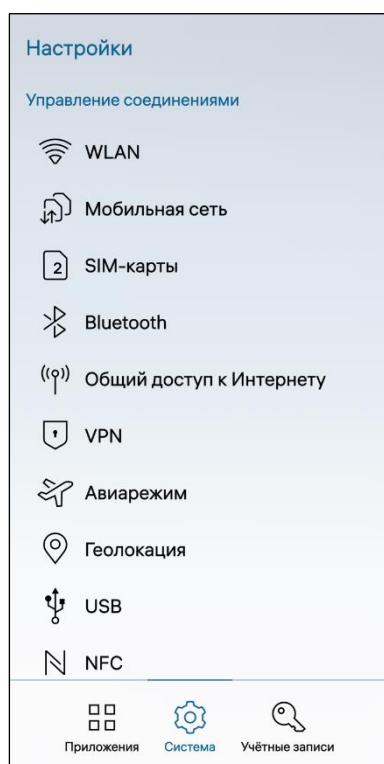 Настройки
Управление соединениями
WLAN
Мобильная сеть
2
SIM-карты
Bluetooth
Общий доступ к Интернету
VPN
Авиарежим
Геолокация
USB
NFC
Приложения
Система
Учётные записи